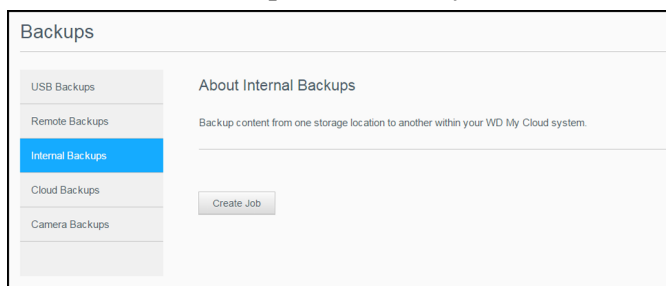 Backups
USB Backups
Remote Backups
Internal Backups
Cloud Backups
Camera Backups
About Internal Backups
Backup content from one storage location to another within your WD My Cloud system.
Create Job